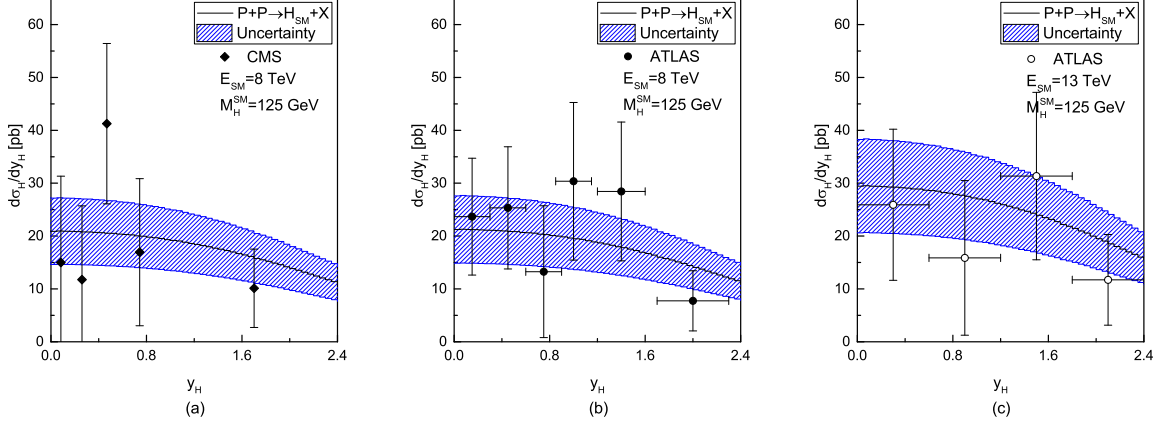 60
50
40
30
20
10
0
dσ_H/dy_H [pb]
P+P→H_SM+X
Uncertainty
CMS
E_SM=8 TeV
M_H^SM=125 GeV
0.0 0.8 1.6 2.4
y_H
(a)
60
50
40
30
20
10
0
dσ_H/dy_H [pb]
P+P→H_SM+X
Uncertainty
ATLAS
E_SM=8 TeV
M_H^SM=125 GeV
0.0 0.8 1.6 2.4
y_H
(b)
60
50
40
30
20
10
0
dσ_H/dy_H [pb]
P+P→H_SM+X
Uncertainty
ATLAS
E_SM=13 TeV
M_H^SM=125 GeV
0.0 0.8 1.6 2.4
y_H
(c)